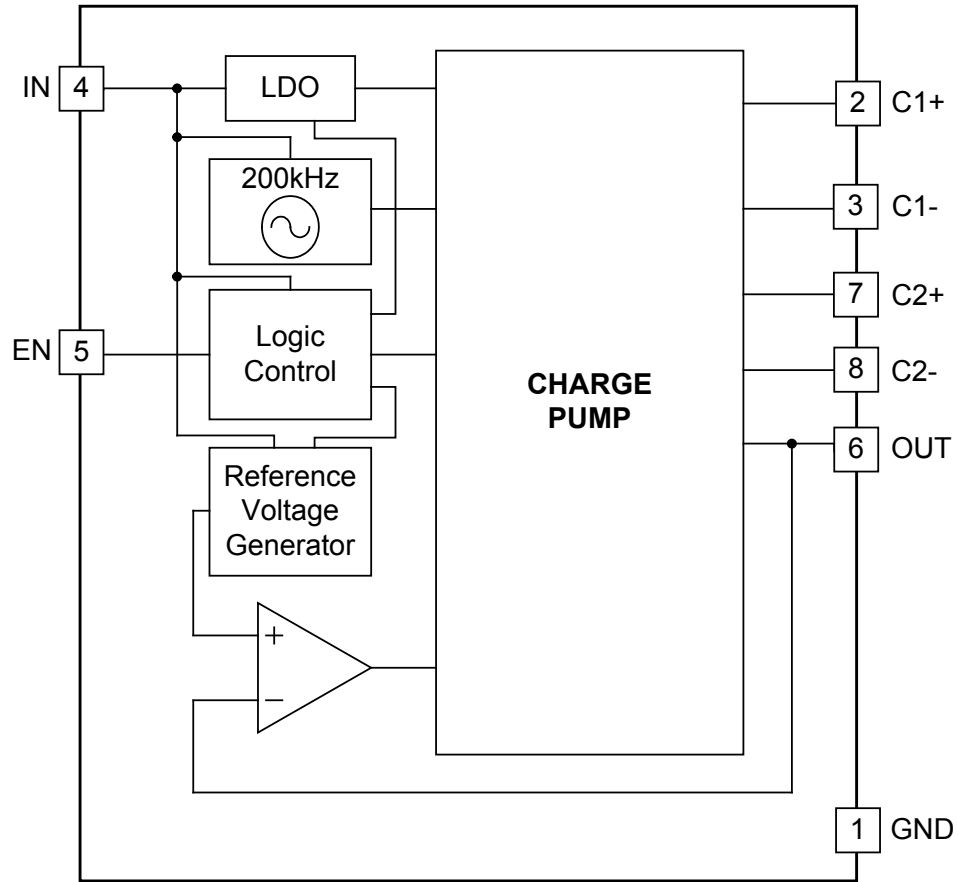 IN 4
LDO
2 C1+
200kHz
3 C1-
7 C2+
EN 5
Logic
Control
8 C2-
CHARGE
PUMP
6 OUT
Reference
Voltage
Generator
+
−
1 GND